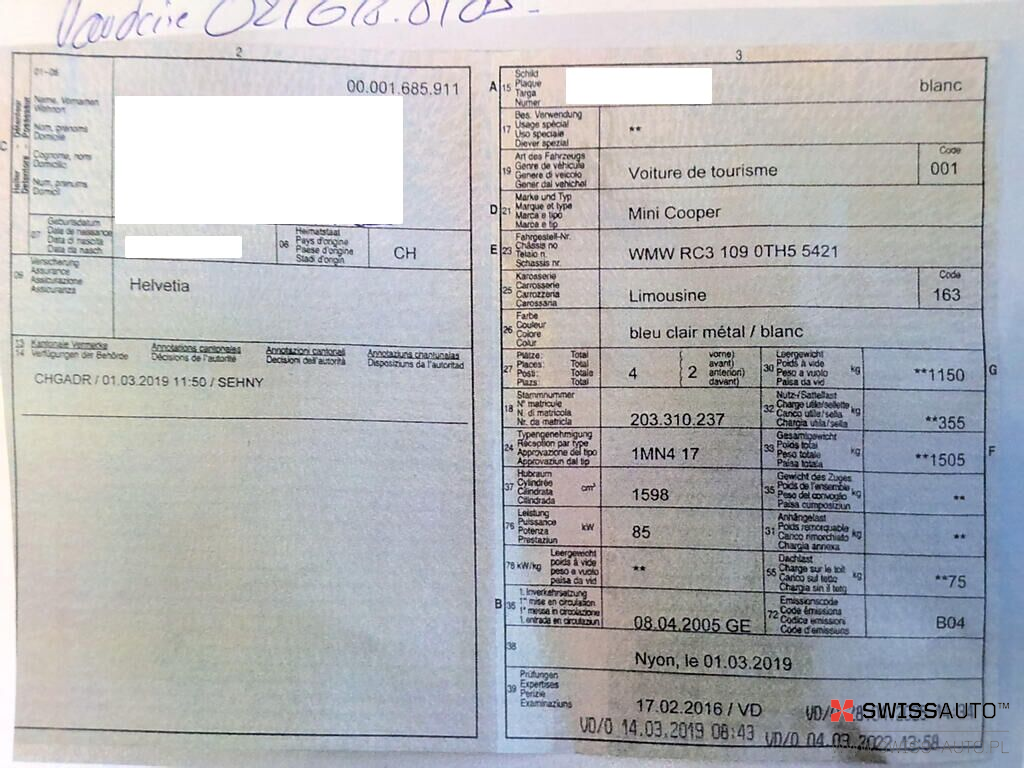 Vaudoise 021 618.
2
01-06
00.001.685.911
Halter - Détenteur
Detentore - Possessur
C
Name, Vornamen
Wohnort
Nom, prénoms
Domicile
Cognome, nomi
Domicilio
Num, prenums
Domicil
07
Geburtsdatum
Date de naissance
Data di nascita
Data da nasch.
08
Heimatstaat
Pays d'origine
Paese d'origine
Stadi d'origin
CH
09
Versicherung
Assurance
Assicurazione
Assicuranza
Helvetia
13 Kantonale Vermerke
14 Verfügungen der Behörde
Annotations cantonales
Décisions de l'autorité
Annotazioni cantonali
Decisioni dell'autorità
Annotaziuns chantunalas
Disposiziuns da l'autoritad
CHGADR / 01.03.2019 11:50 / SEHNY
3
A 15
Schild
Plaque
Targa
Numer
blanc
17
Bes. Verwendung
Usage spécial
Uso speciale
Diever spezial
**
19
Art des Fahrzeugs
Genre de véhicule
Genere di veicolo
Gener dal vehichel
Voiture de tourisme
Code
001
D 21
Marke und Typ
Marque et type
Marca e tipo
Marca e tip
Mini Cooper
E 23
Fahrgestell-Nr.
Châssis no
Telaio n.
Schassis nr.
WMW RC3 109 0TH5 5421
25
Karosserie
Carrosserie
Carrozzeria
Carossaria
Limousine
Code
163
26
Farbe
Couleur
Colore
Colur
bleu clair métal / blanc
27
Plätze: Total
Places: Total
Posti: Totale
Plazs: Total
4
2
vorne)
avant)
anteriori)
davant)
30
Leergewicht
Poids à vide
Peso a vuoto
Paisa da vid
kg
**1150
G
18
Stammnummer
N° matricule
N. di matricola
Nr. da matricla
203.310.237
32
Nutz-/Sattellast
Charge utile/sellette
Carico utile/sella
Chargia utila/sella
kg
**355
24
Typengenehmigung
Réception par type
Approvazione del tipo
Approvaziun dal tip
1MN4 17
33
Gesamtgewicht
Poids total
Peso totale
Paisa totala
kg
**1505
F
37
Hubraum
Cylindrée
Cilindrata
Cilindrada
cm³
1598
35
Gewicht des Zuges
Poids de l'ensemble
Peso del convoglio
Paisa cumposiziun
kg
**
76
Leistung
Puissance
Potenza
Prestaziun
kW
85
31
Anhängelast
Poids remorquable
Carico rimorchiato
Chargia annexa
kg
**
78 kW/kg
Leergewicht
poids à vide
peso a vuoto
paisa da vid
**
55
Dachlast
Charge sur le toit
Carico sul tetto
Chargia sin il tetg
kg
**75
B 36
1. Inverkehrsetzung
1re mise en circulation
1a messa in circolazione
1. entrada en circulaziun
08.04.2005 GE
72
Emissionscode
Code émissions
Codice emissioni
Code d'emissiuns
B04
38
Nyon, le 01.03.2019
39
Prüfungen
Expertises
Perizie
Examinaziuns
17.02.2016 / VD
VD/O 14.03.2019 08:43
VD/O 04.03.2022 13:58
SWISSAUTO™